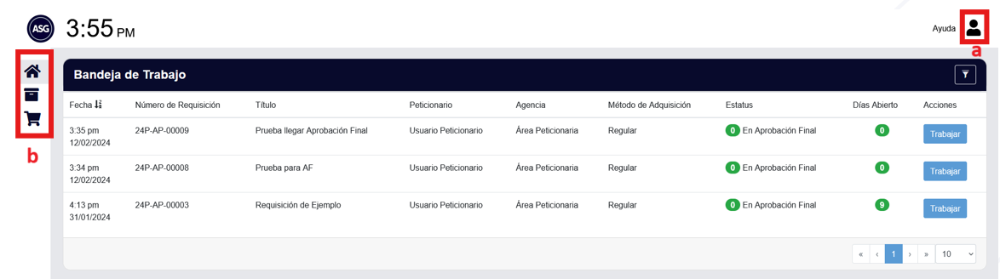 ASG 3:55 PM Ayuda
a
b
Bandeja de Trabajo
Fecha Número de Requisición Título Peticionario Agencia Método de Adquisición Estatus Días Abierto Acciones
3:35 pm 24P-AP-00009 Prueba llegar Aprobación Final Usuario Peticionario Área Peticionaria Regular 0 En Aprobación Final 0 Trabajar
12/02/2024
3:34 pm 24P-AP-00008 Prueba para AF Usuario Peticionario Área Peticionaria Regular 0 En Aprobación Final 0 Trabajar
12/02/2024
4:13 pm 24P-AP-00003 Requisición de Ejemplo Usuario Peticionario Área Peticionaria Regular 0 En Aprobación Final 9 Trabajar
31/01/2024
« ‹ 1 › » 10